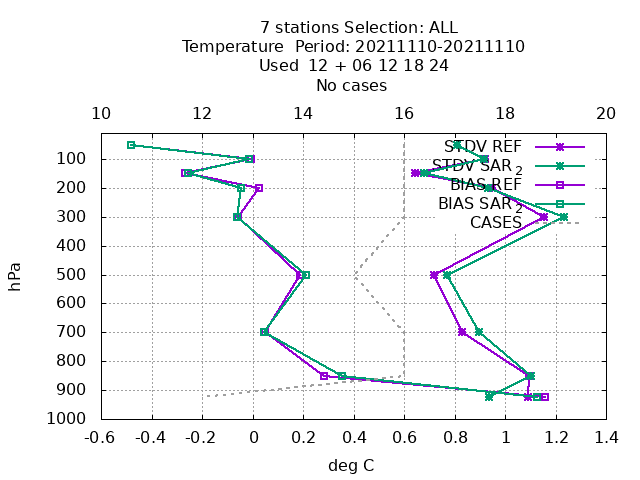 7 stations Selection: ALL
Temperature  Period: 20211110-20211110
Used  12 + 06 12 18 24
No cases
10 12 14 16 18 20
STDV REF
STDV SAR 2
BIAS REF
BIAS SAR 2
CASES
hPa
100
200
300
400
500
600
700
800
900
1000
-0.6 -0.4 -0.2 0 0.2 0.4 0.6 0.8 1 1.2 1.4
deg C